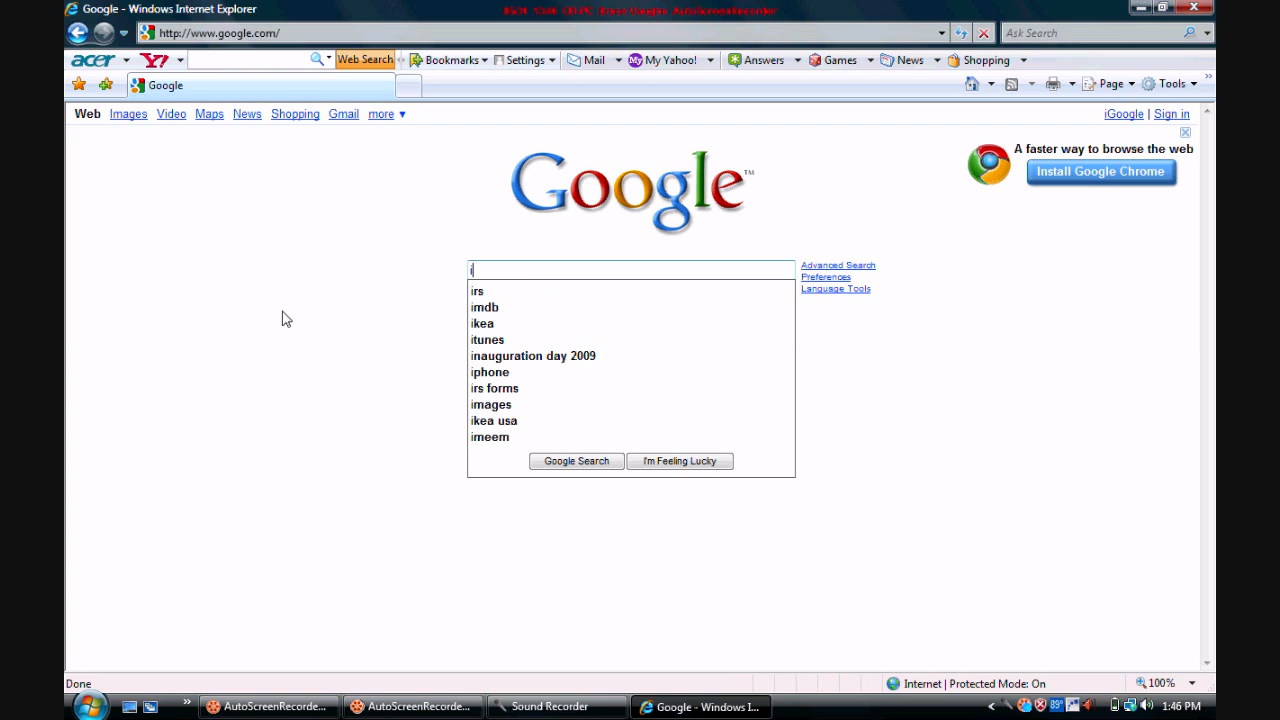 Google - Windows Internet Explorer
http://www.google.com/
Ask Search
acer Y! Web Search Bookmarks Settings Mail My Yahoo! Answers Games News Shopping
Google
Page Tools
Web Images Video Maps News Shopping Gmail more ▼
iGoogle | Sign in
A faster way to browse the web
Install Google Chrome
Google™
i
Advanced Search
Preferences
Language Tools
irs
imdb
ikea
itunes
inauguration day 2009
iphone
irs forms
images
ikea usa
imeem
Google Search I'm Feeling Lucky
Done
Internet | Protected Mode: On
100%
AutoScreenRecorde... AutoScreenRecorde... Sound Recorder Google - Windows I...
89°
1:46 PM